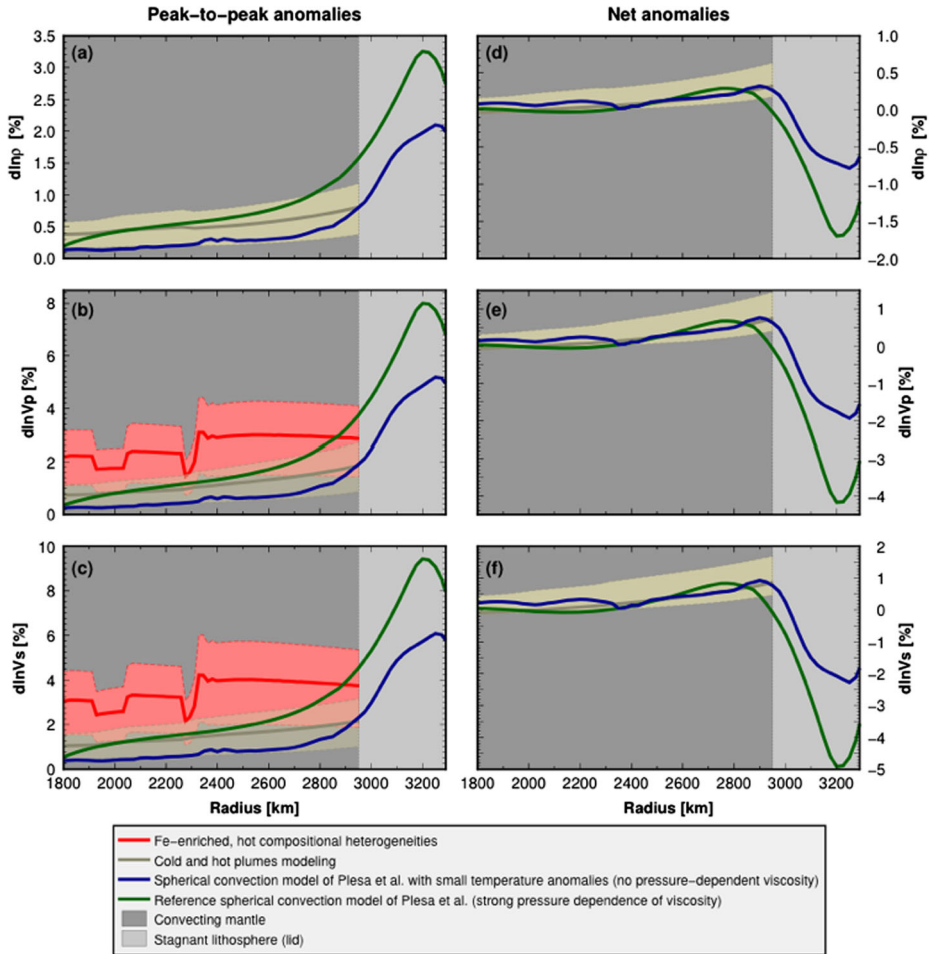 Peak-to-peak anomalies
Net anomalies
(a)
3.5
3.0
2.5
2.0
1.5
1.0
0.5
0.0
dlnρ [%]
(d)
1.0
0.5
0.0
-0.5
-1.0
-1.5
-2.0
dlnρ [%]
(b)
8
6
4
2
0
dlnVp [%]
(e)
1
0
-1
-2
-3
-4
dlnVp [%]
(c)
10
8
6
4
2
0
dlnVs [%]
(f)
2
1
0
-1
-2
-3
-4
-5
dlnVs [%]
1800 2000 2200 2400 2600 2800 3000 3200
Radius [km]
1800 2000 2200 2400 2600 2800 3000 3200
Radius [km]
Fe-enriched, hot compositional heterogeneities
Cold and hot plumes modeling
Spherical convection model of Plesa et al. with small temperature anomalies (no pressure-dependent viscosity)
Reference spherical convection model of Plesa et al. (strong pressure dependence of viscosity)
Convecting mantle
Stagnant lithosphere (lid)